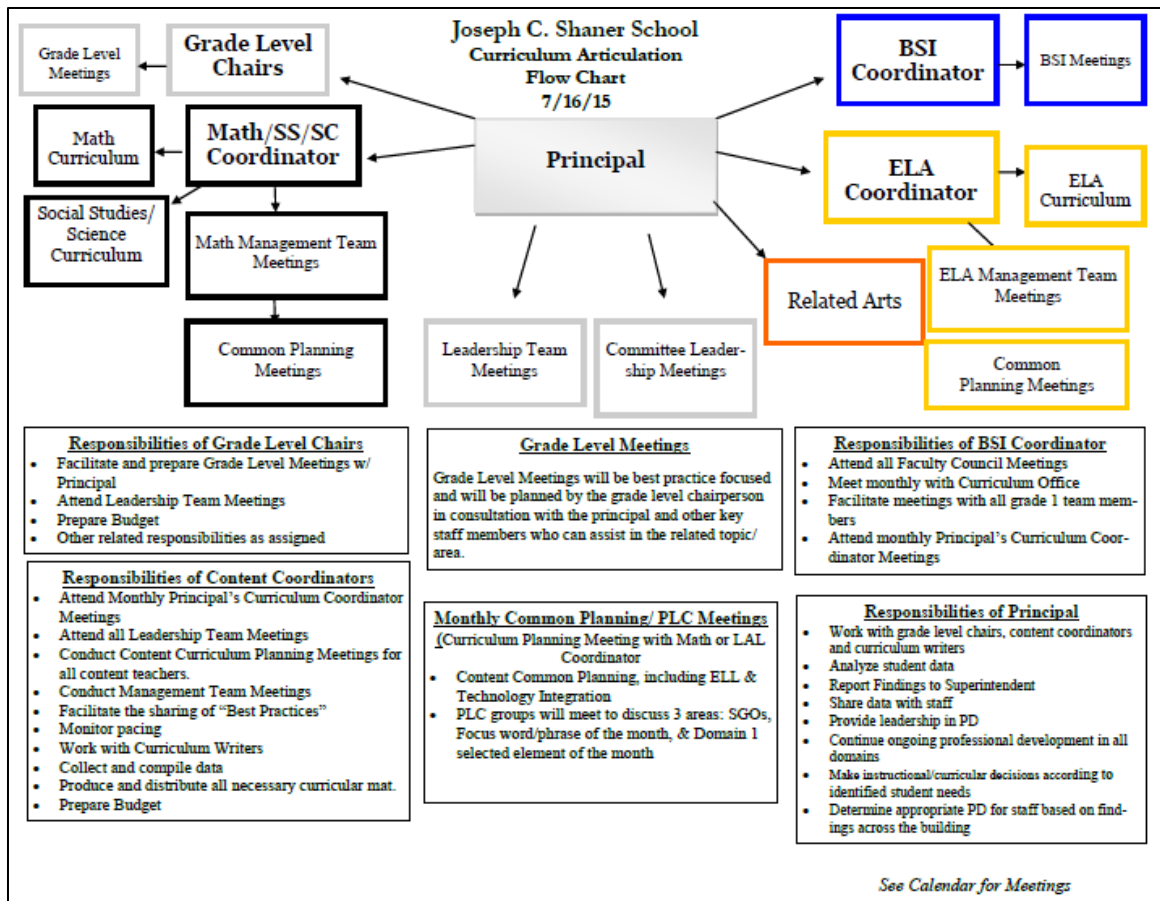 Joseph C. Shaner School
Curriculum Articulation
Flow Chart
7/16/15
Grade Level
Meetings
Grade Level
Chairs
BSI
Coordinator
BSI Meetings
Math
Curriculum
Math/SS/SC
Coordinator
Principal
ELA
Coordinator
ELA
Curriculum
Social Studies/
Science
Curriculum
Math Management Team
Meetings
Related Arts
ELA Management Team
Meetings
Common Planning
Meetings
Leadership Team
Meetings
Committee Leader-
ship Meetings
Common
Planning Meetings
Responsibilities of Grade Level Chairs
• Facilitate and prepare Grade Level Meetings w/
Principal
• Attend Leadership Team Meetings
• Prepare Budget
• Other related responsibilities as assigned
Grade Level Meetings
Grade Level Meetings will be best practice focused
and will be planned by the grade level chairperson
in consultation with the principal and other key
staff members who can assist in the related topic/
area.
Responsibilities of BSI Coordinator
• Attend all Faculty Council Meetings
• Meet monthly with Curriculum Office
• Facilitate meetings with all grade 1 team mem-
bers
• Attend monthly Principal's Curriculum Coor-
dinator Meetings
Responsibilities of Content Coordinators
• Attend Monthly Principal's Curriculum Coordinator
Meetings
• Attend all Leadership Team Meetings
• Conduct Content Curriculum Planning Meetings for
all content teachers.
• Conduct Management Team Meetings
• Facilitate the sharing of "Best Practices"
• Monitor pacing
• Work with Curriculum Writers
• Collect and compile data
• Produce and distribute all necessary curricular mat.
• Prepare Budget
Monthly Common Planning/ PLC Meetings
(Curriculum Planning Meeting with Math or LAL
Coordinator
• Content Common Planning, including ELL &
Technology Integration
• PLC groups will meet to discuss 3 areas: SGOs,
Focus word/phrase of the month, & Domain 1
selected element of the month
Responsibilities of Principal
• Work with grade level chairs, content coordinators
and curriculum writers
• Analyze student data
• Report Findings to Superintendent
• Share data with staff
• Provide leadership in PD
• Continue ongoing professional development in all
domains
• Make instructional/curricular decisions according to
identified student needs
• Determine appropriate PD for staff based on find-
ings across the building
See Calendar for Meetings